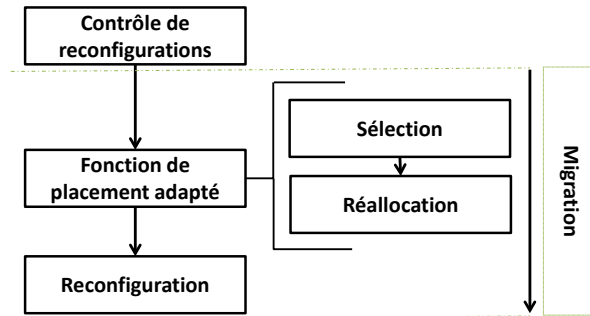 Contrôle de
reconfigurations
Sélection
Fonction de
placement adapté
Réallocation
Reconfiguration
Migration